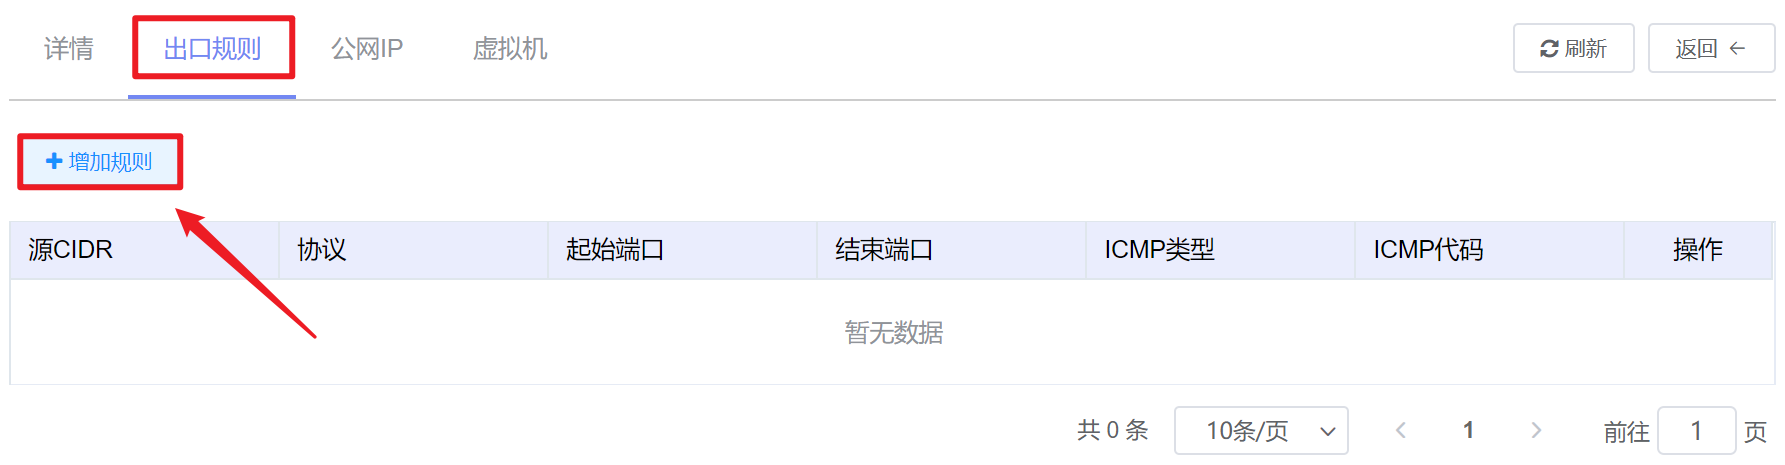 详情 出口规则 公网IP 虚拟机 刷新 返回 ←
+ 增加规则
源CIDR 协议 起始端口 结束端口 ICMP类型 ICMP代码 操作
暂无数据
共 0 条 10条/页 < 1 > 前往 1 页